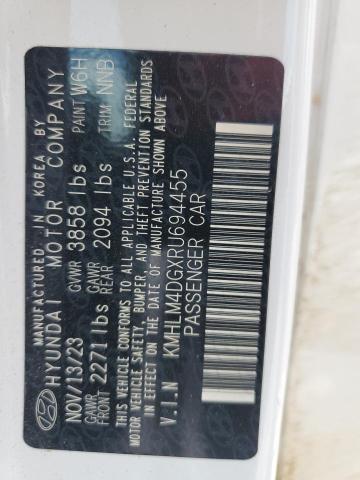 MANUFACTURED IN KOREA BY
HYUNDAI MOTOR COMPANY
NOV/13/23 GVWR 3858 lbs PAINT W6H
GAWR FRONT 2271 lbs GAWR REAR 2094 lbs TRIM NNB
THIS VEHICLE CONFORMS TO ALL APPLICABLE U.S.A. FEDERAL
MOTOR VEHICLE SAFETY, BUMPER, AND THEFT PREVENTION STANDARDS
IN EFFECT ON THE DATE OF MANUFACTURE SHOWN ABOVE.
V.I.N KMHLM4DGXRU694455
PASSENGER CAR